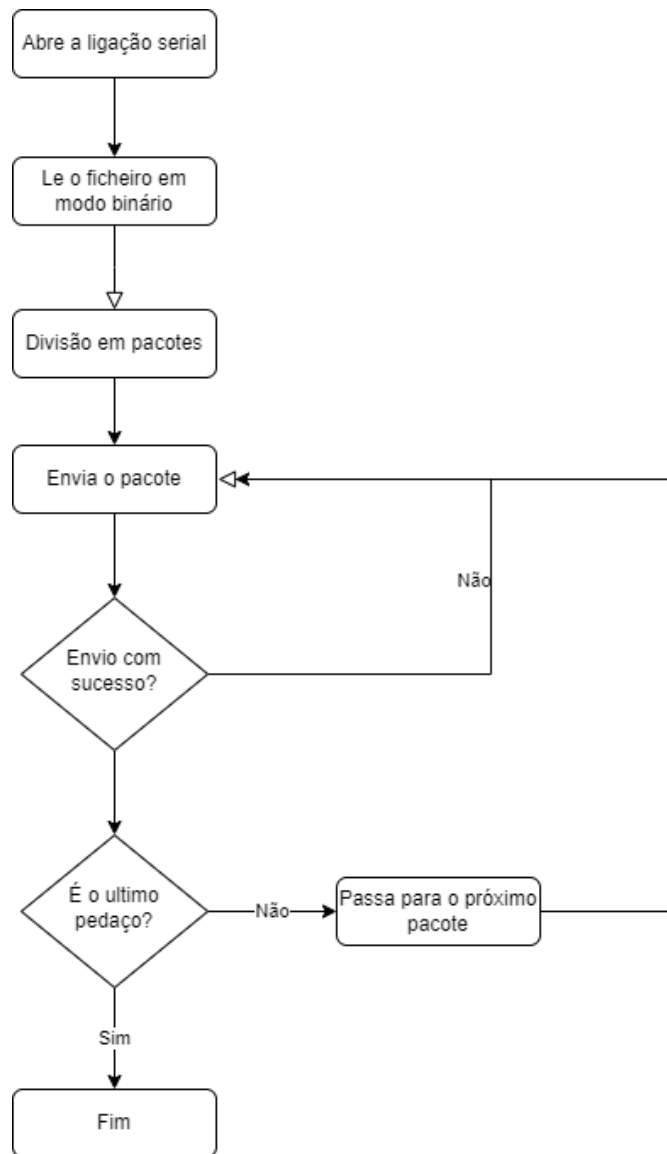 Abre a ligação serial
Le o ficheiro em
modo binário
Divisão em pacotes
Envia o pacote
Não
Envio com
sucesso?
É o ultimo
pedaço?
Não
Passa para o próximo
pacote
Sim
Fim